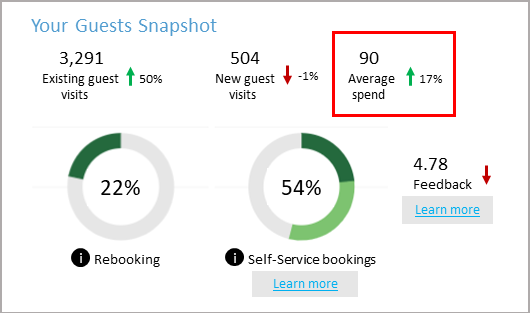 Your Guests Snapshot
3,291
Existing guest
visits
50%
504
New guest
visits
-1%
90
Average
spend
17%
22%
i Rebooking
54%
i Self-Service bookings
Learn more
4.78
Feedback
Learn more